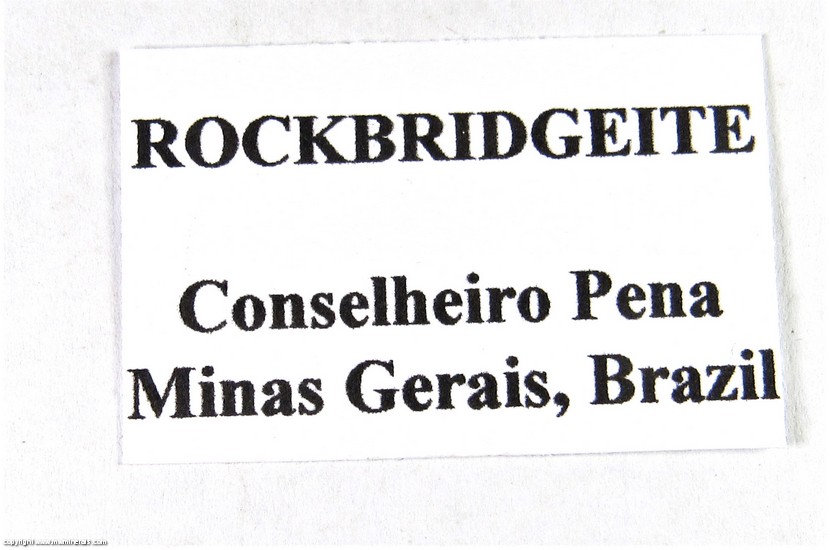 ROCKBRIDGEITE
Conselheiro Pena
Minas Gerais, Brazil